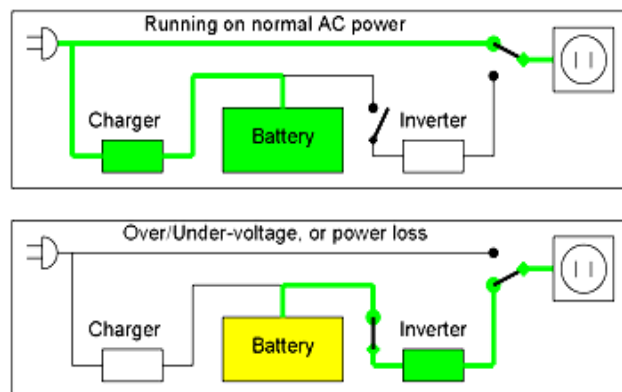 Running on normal AC power
Charger
Battery
Inverter
Over/Under-voltage, or power loss
Charger
Battery
Inverter